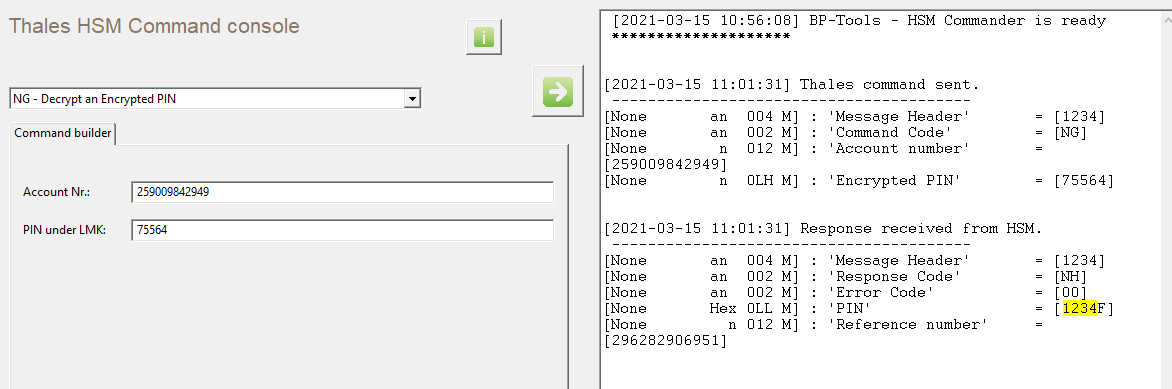 Thales HSM Command console
i
NG - Decrypt an Encrypted PIN
Command builder
Account Nr.: 259009842949
PIN under LMK: 75564
[2021-03-15 10:56:08] BP-Tools - HSM Commander is ready
********************
[2021-03-15 11:01:31] Thales command sent.
----------------------------------------
[None an 004 M] : 'Message Header' = [1234]
[None an 002 M] : 'Command Code' = [NG]
[None n 012 M] : 'Account number' =
[259009842949]
[None n 0LH M] : 'Encrypted PIN' = [75564]
[2021-03-15 11:01:31] Response received from HSM.
----------------------------------------
[None an 004 M] : 'Message Header' = [1234]
[None an 002 M] : 'Response Code' = [NH]
[None an 002 M] : 'Error Code' = [00]
[None Hex 0LL M] : 'PIN' = [1234F]
[None n 012 M] : 'Reference number' =
[296282906951]